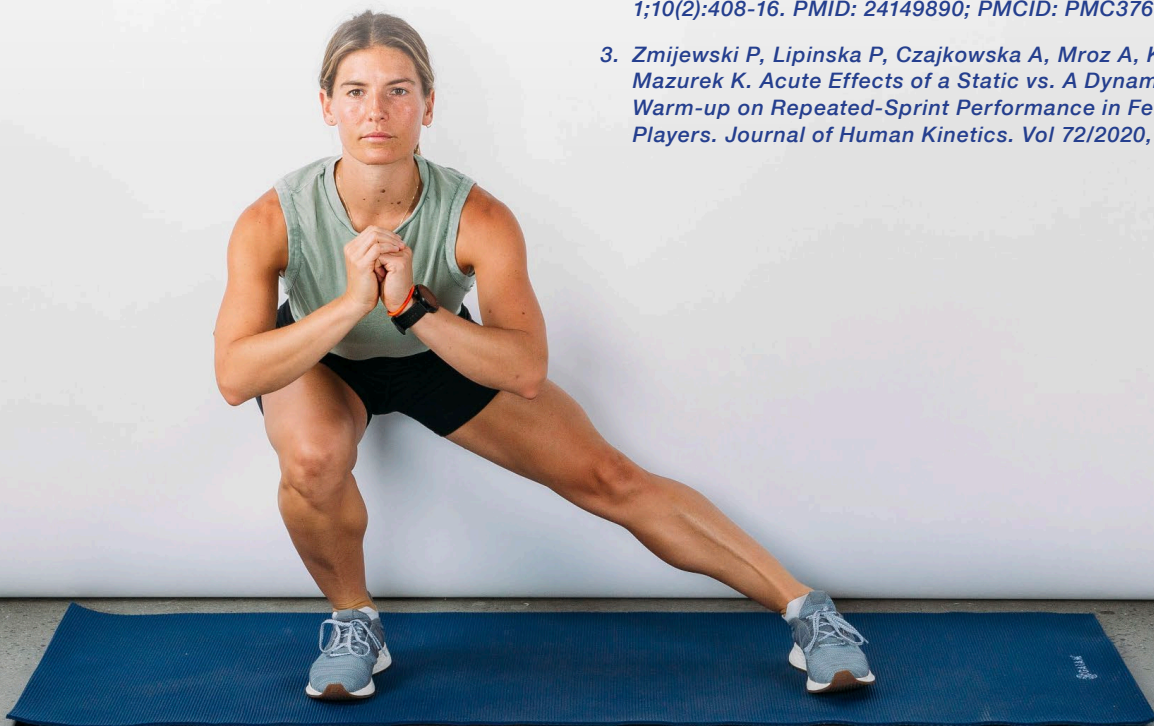 1;10(2):408-16. PMID: 24149890; PMCID: PMC376
3. Zmijewski P, Lipinska P, Czajkowska A, Mroz A, K
Mazurek K. Acute Effects of a Static vs. A Dynam
Warm-up on Repeated-Sprint Performance in Fe
Players. Journal of Human Kinetics. Vol 72/2020,
GAIAM